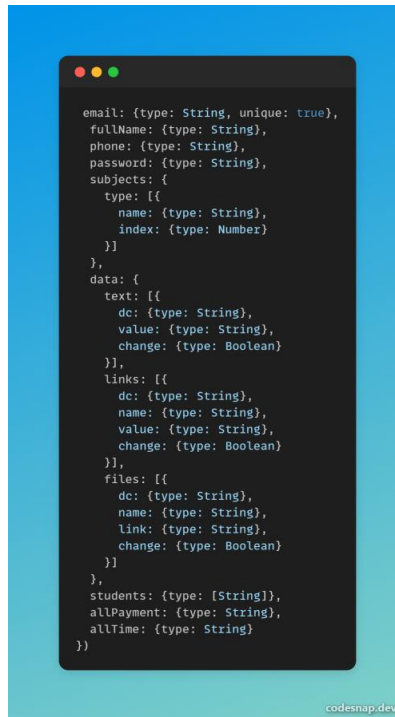 email: {type: String, unique: true},
fullName: {type: String},
phone: {type: String},
password: {type: String},
subjects: {
type: [{
name: {type: String},
index: {type: Number}
}]
},
data: {
text: [{
dc: {type: String},
value: {type: String},
change: {type: Boolean}
}],
links: [{
dc: {type: String},
name: {type: String},
value: {type: String},
change: {type: Boolean}
}],
files: [{
dc: {type: String},
name: {type: String},
link: {type: String},
change: {type: Boolean}
}]
},
students: {type: [String]},
allPayment: {type: String},
allTime: {type: String}
})
codesnap.dev